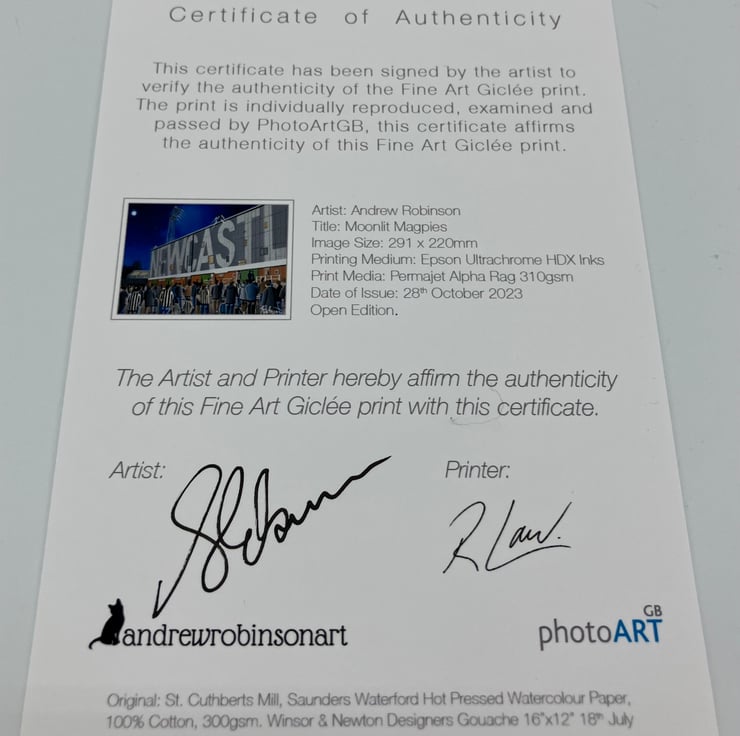 Certificate of Authenticity
This certificate has been signed by the artist to
verify the authenticity of the Fine Art Giclée print.
The print is individually reproduced, examined and
passed by PhotoArtGB, this certificate affirms
the authenticity of this Fine Art Giclée print.
NEWCASTL
Artist: Andrew Robinson
Title: Moonlit Magpies
Image Size: 291 x 220mm
Printing Medium: Epson Ultrachrome HDX Inks
Print Media: Permajet Alpha Rag 310gsm
Date of Issue: 28th October 2023
Open Edition.
The Artist and Printer hereby affirm the authenticity
of this Fine Art Giclée print with this certificate.
Artist:
Printer:
R Law.
andrewrobinsonart
photoART GB
Original: St. Cuthberts Mill, Saunders Waterford Hot Pressed Watercolour Paper,
100% Cotton, 300gsm. Winsor & Newton Designers Gouache 16"x12" 18th July